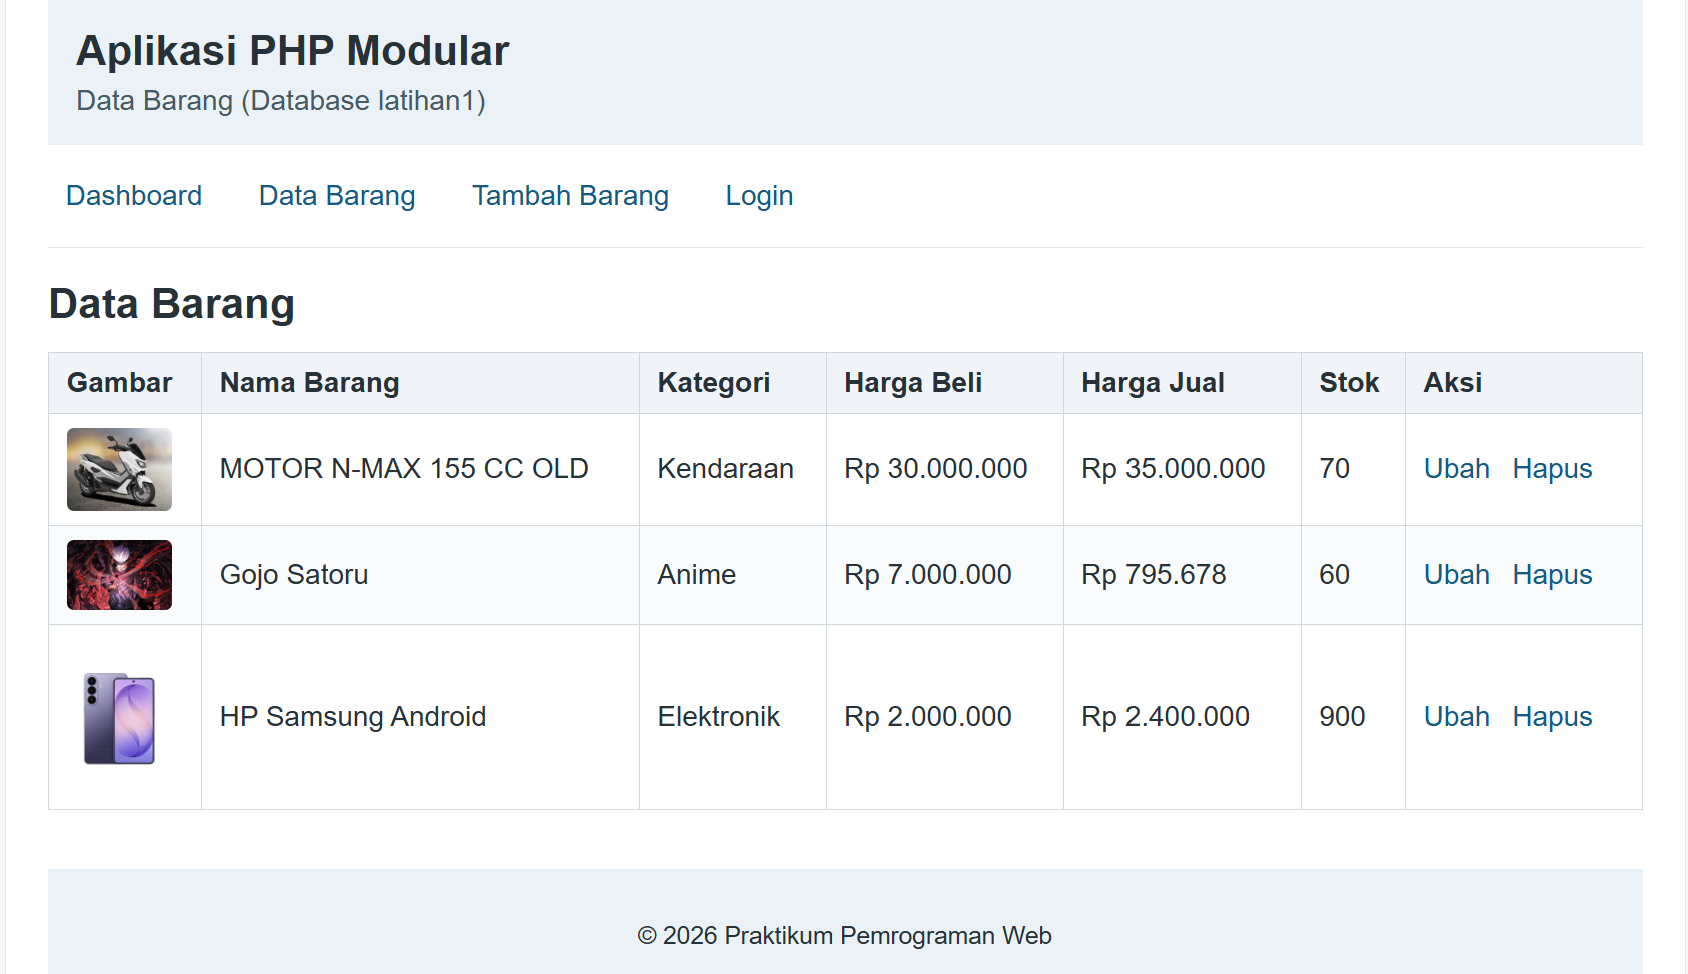 Aplikasi PHP Modular
Data Barang (Database latihan1)
Dashboard Data Barang Tambah Barang Login
Data Barang
Gambar Nama Barang Kategori Harga Beli Harga Jual Stok Aksi
MOTOR N-MAX 155 CC OLD Kendaraan Rp 30.000.000 Rp 35.000.000 70 Ubah Hapus
Gojo Satoru Anime Rp 7.000.000 Rp 795.678 60 Ubah Hapus
HP Samsung Android Elektronik Rp 2.000.000 Rp 2.400.000 900 Ubah Hapus
© 2026 Praktikum Pemrograman Web